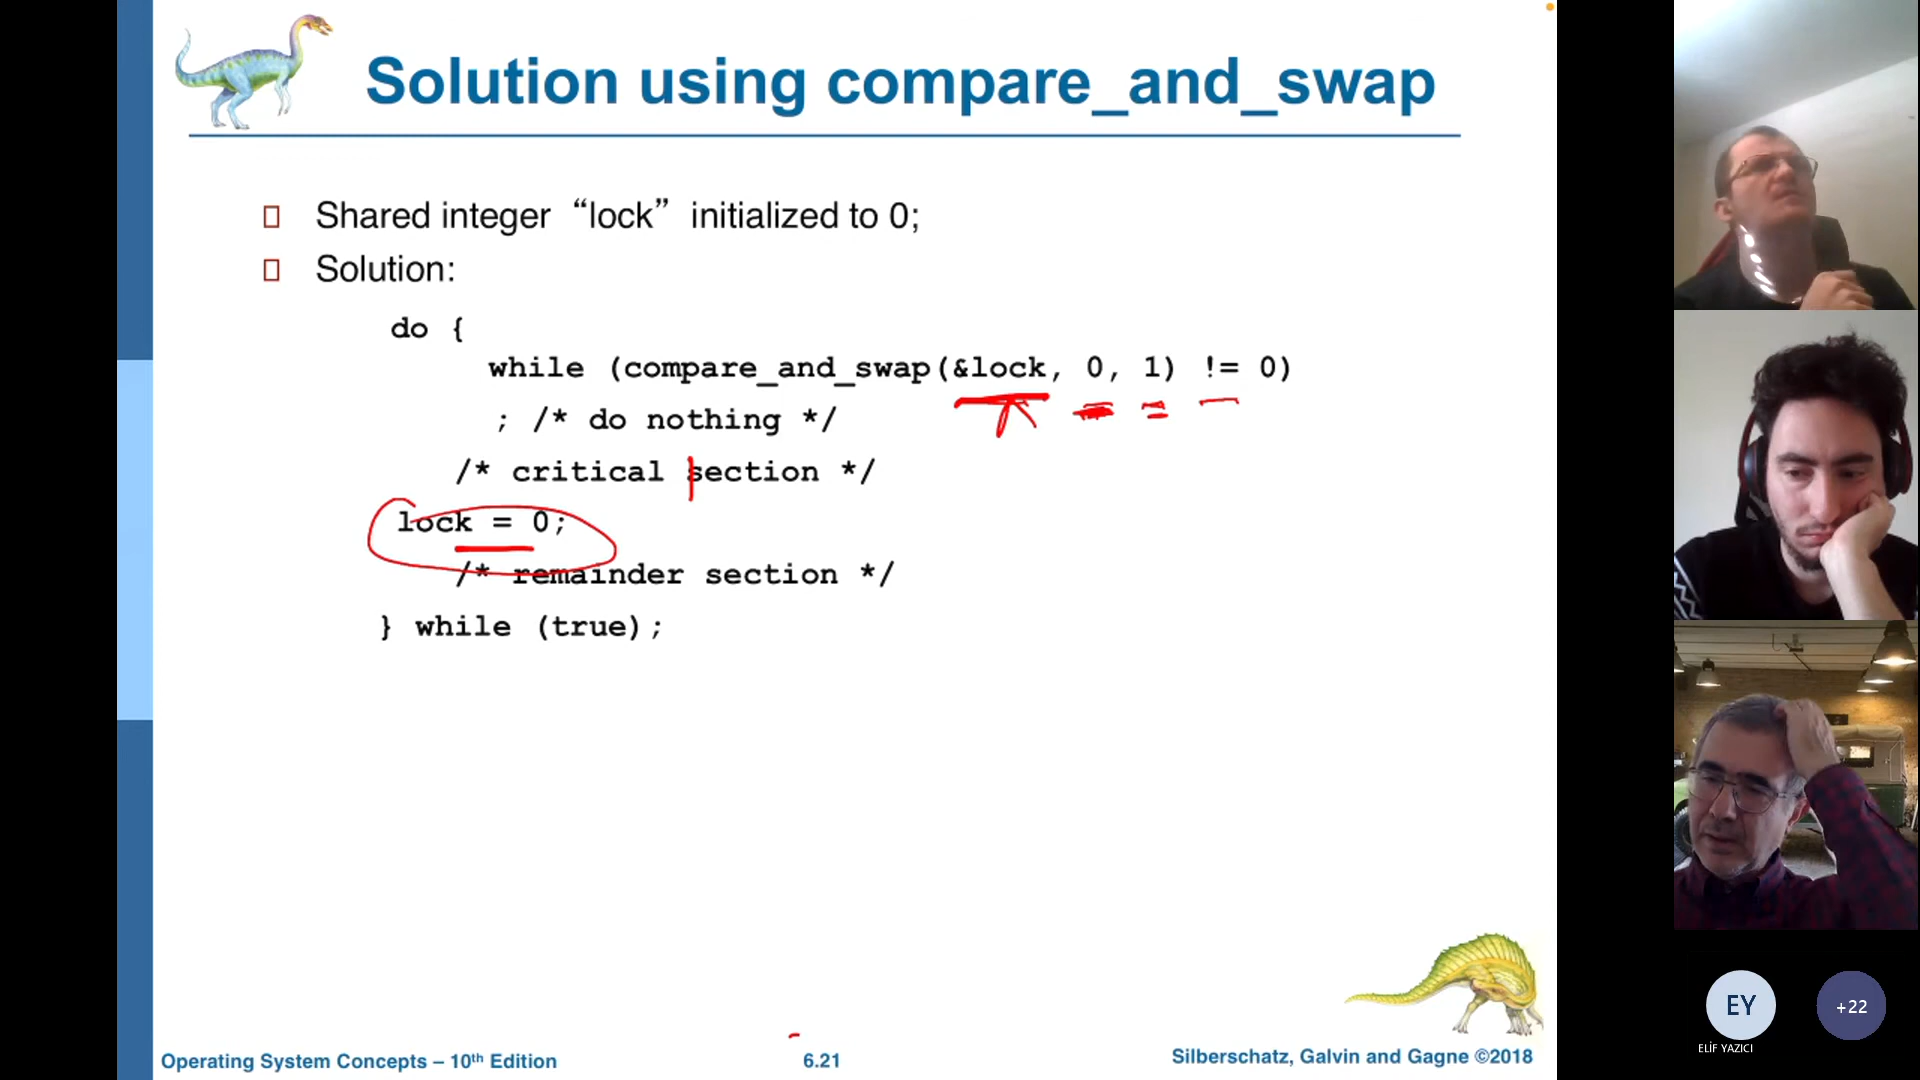 Solution using compare_and_swap
Shared integer “lock” initialized to 0;
Solution:
do {
while (compare_and_swap(&lock, 0, 1) != 0)
; /* do nothing */
/* critical section */
lock = 0;
/* remainder section */
} while (true);
Operating System Concepts – 10th Edition
6.21
Silberschatz, Galvin and Gagne ©2018
EY
+22
ELİF YAZICI